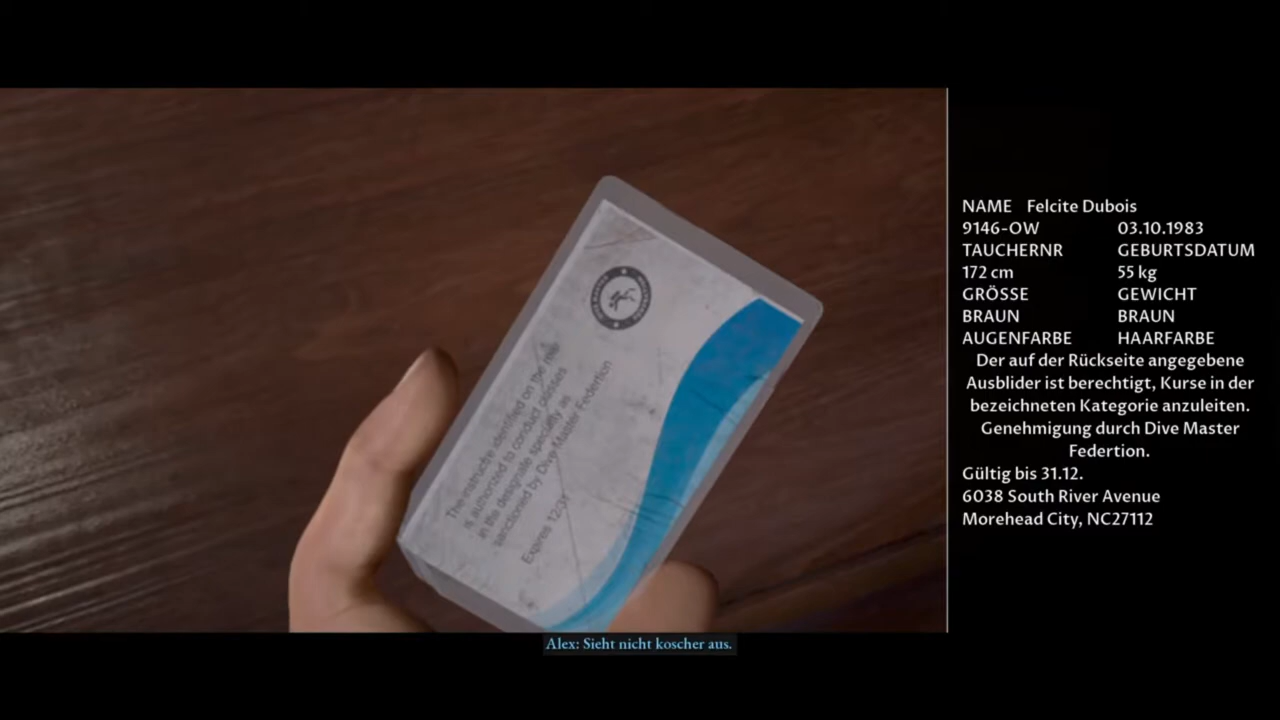 The instructre identified on the
is authorized to conduct classes
in the designate specialty as
sanctioned by Dive Master Federtion
Expires 12/31
NAME Felcite Dubois
9146-OW 03.10.1983
TAUCHERNR GEBURTSDATUM
172 cm 55 kg
GRÖSSE GEWICHT
BRAUN BRAUN
AUGENFARBE HAARFARBE
Der auf der Rückseite angegebene
Ausblider ist berechtigt, Kurse in der
bezeichneten Kategorie anzuleiten.
Genehmigung durch Dive Master
Federtion.
Gültig bis 31.12.
6038 South River Avenue
Morehead City, NC27112
Alex: Sieht nicht koscher aus.